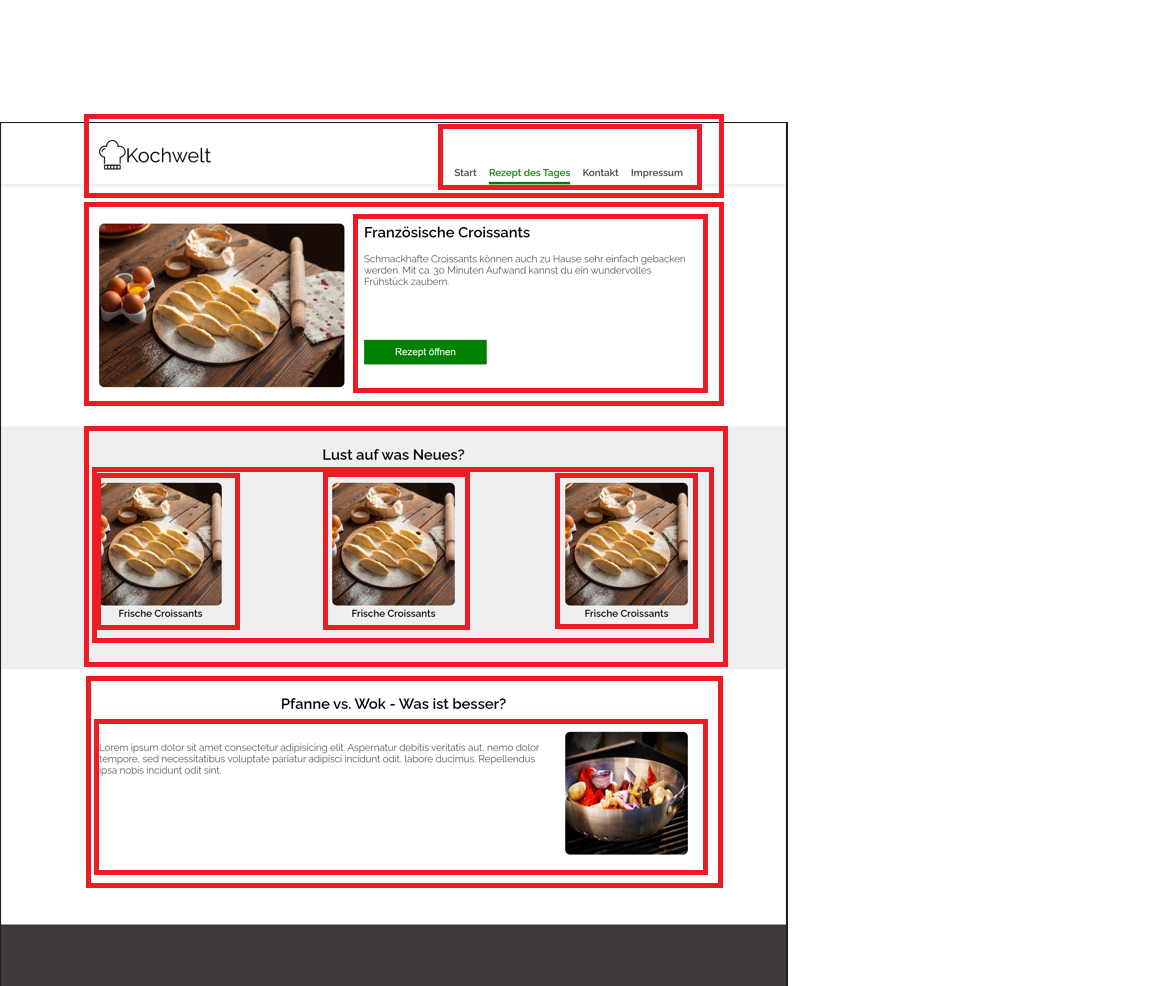 Kochwelt
Start Rezept des Tages Kontakt Impressum
Französische Croissants
Schmackhafte Croissants können auch zu Hause sehr einfach gebacken
werden. Mit ca. 30 Minuten Aufwand kannst du ein wundervolles
Frühstück zaubern.
Rezept öffnen
Lust auf was Neues?
Frische Croissants
Frische Croissants
Frische Croissants
Pfanne vs. Wok - Was ist besser?
Lorem ipsum dolor sit amet consectetur adipisicing elit. Aspernatur debitis veritatis aut, nemo dolor
tempore, sed necessitatibus voluptate pariatur adipisci incidunt odit, labore ducimus. Repellendus
ipsa nobis incidunt odit sint.